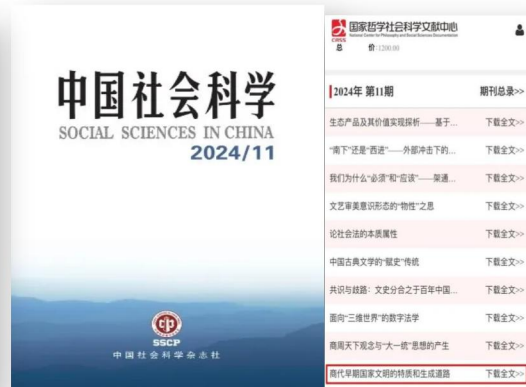 中国社会科学
SOCIAL SCIENCES IN CHINA
2024/11
SSCP
中国社会科学杂志社
国家哲学社会科学文献中心
National Center for Philosophy and Social Sciences Documentation
总 价:1200.00
2024年 第11期 期刊总录>>
生态产品及其价值实现探析——基于... 下载全文>>
“南下”还是“西进”——外部冲击下的... 下载全文>>
我们为什么“必须”和“应该”——架通... 下载全文>>
文艺审美意识形态的“物性”之思 下载全文>>
论社会法的本质属性 下载全文>>
中国古典文学的“赋史”传统 下载全文>>
共识与歧路：文史分合之于百年中国... 下载全文>>
面向“三维世界”的数字法学 下载全文>>
商周天下观念与“大一统”思想的产生 下载全文>>
商代早期国家文明的特质和生成道路 下载全文>>